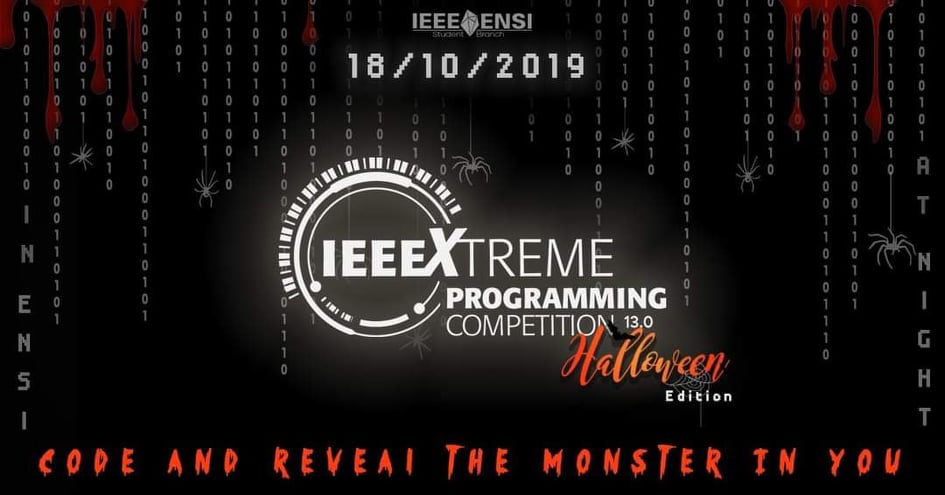 IEEE ENSI
Student Branch
18/10/2019
IN ENSI
AT NIGHT
IEEEXTREME
PROGRAMMING
COMPETITION 13.0
Halloween
Edition
CODE AND REVEAl THE MONSTER IN YOU